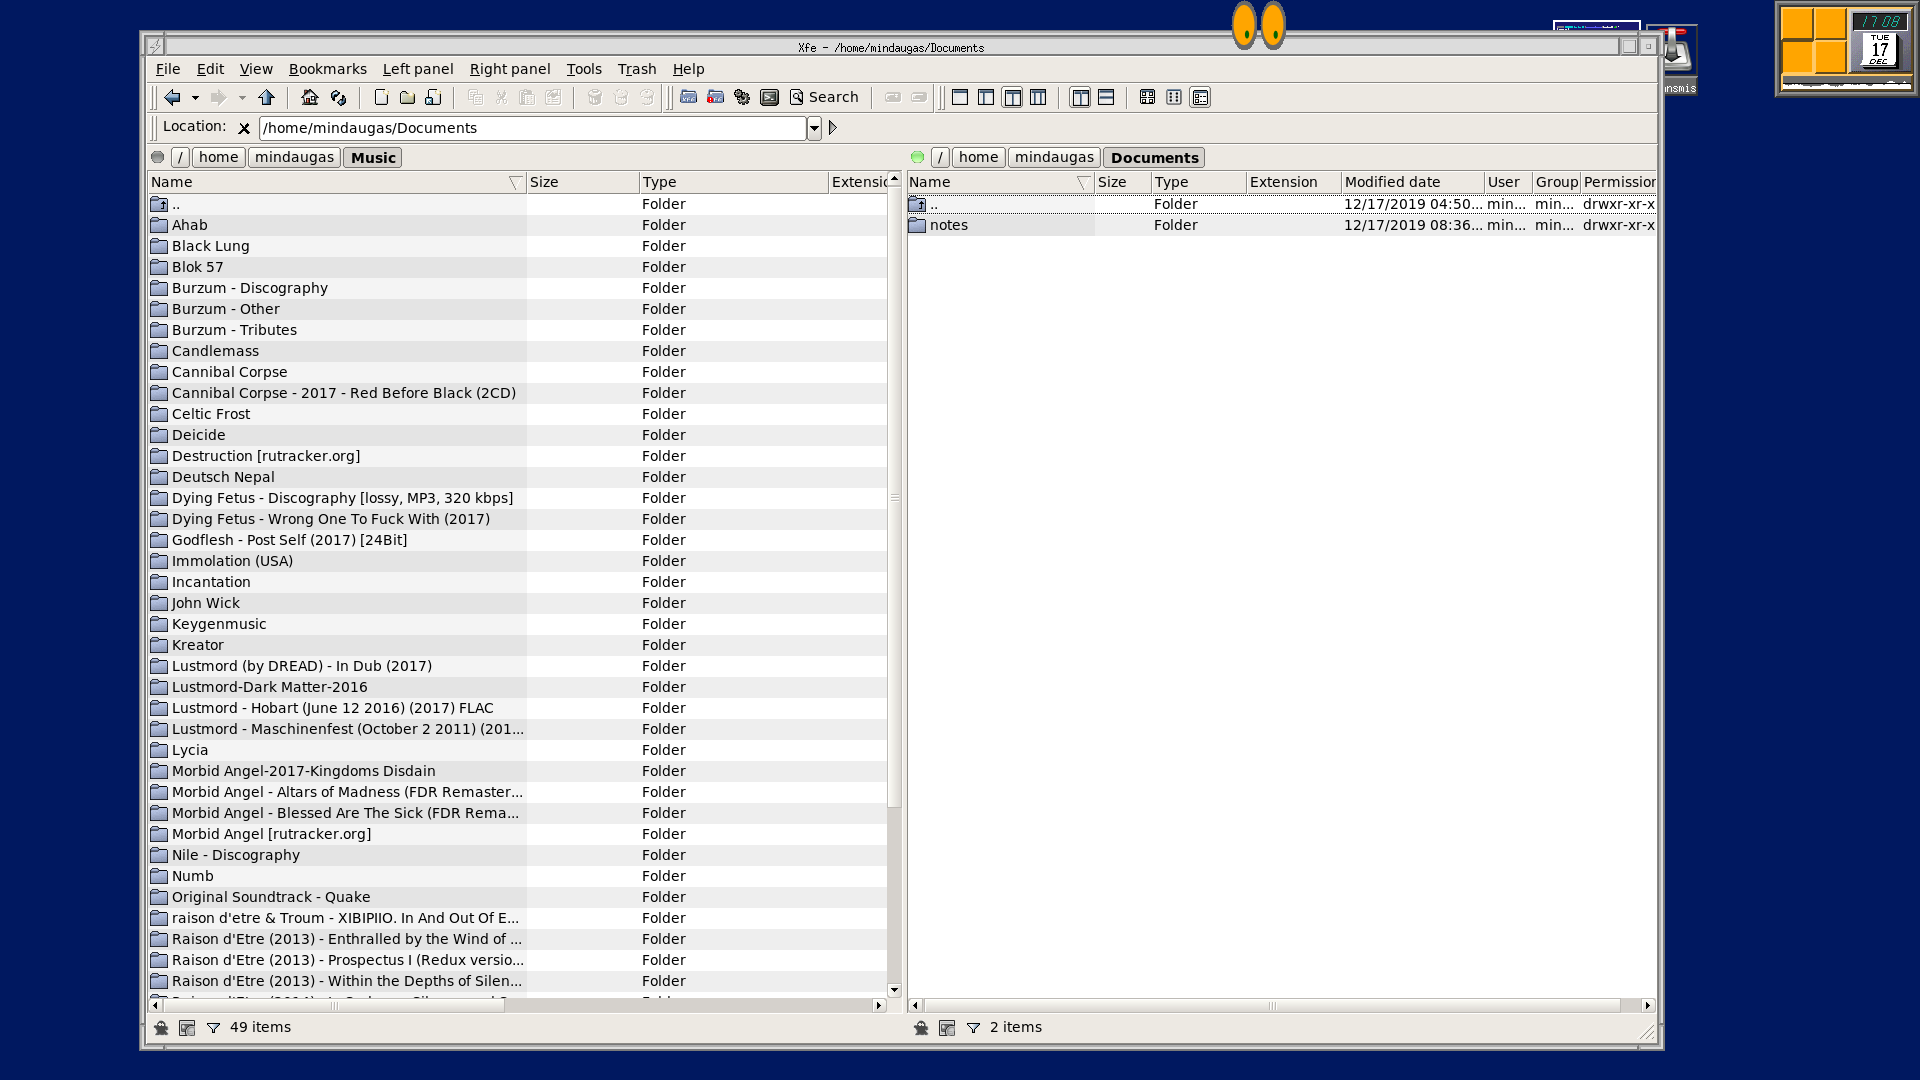 Xfe - /home/mindaugas/Documents
17 08
TUE
17
DEC
File Edit View Bookmarks Left panel Right panel Tools Trash Help
Search
Location: /home/mindaugas/Documents
/ home mindaugas Music
Name Size Type
..
Folder
Ahab Folder
Black Lung Folder
Blok 57 Folder
Burzum - Discography Folder
Burzum - Other Folder
Burzum - Tributes Folder
Candlemass Folder
Cannibal Corpse Folder
Cannibal Corpse - 2017 - Red Before Black (2CD) Folder
Celtic Frost Folder
Deicide Folder
Destruction [rutracker.org] Folder
Deutsch Nepal Folder
Dying Fetus - Discography [lossy, MP3, 320 kbps] Folder
Dying Fetus - Wrong One To Fuck With (2017) Folder
Godflesh - Post Self (2017) [24Bit] Folder
Immolation (USA) Folder
Incantation Folder
John Wick Folder
Keygenmusic Folder
Kreator Folder
Lustmord (by DREAD) - In Dub (2017) Folder
Lustmord-Dark Matter-2016 Folder
Lustmord - Hobart (June 12 2016) (2017) FLAC Folder
Lustmord - Maschinenfest (October 2 2011) (201... Folder
Lycia Folder
Morbid Angel-2017-Kingdoms Disdain Folder
Morbid Angel - Altars of Madness (FDR Remaster... Folder
Morbid Angel - Blessed Are The Sick (FDR Rema... Folder
Morbid Angel [rutracker.org] Folder
Nile - Discography Folder
Numb Folder
Original Soundtrack - Quake Folder
raison d'etre & Troum - XIBIPIIO. In And Out Of E... Folder
Raison d'Etre (2013) - Enthralled by the Wind of ... Folder
Raison d'Etre (2013) - Prospectus I (Redux versio... Folder
Raison d'Etre (2013) - Within the Depths of Silen... Folder
49 items
/ home mindaugas Documents
Name Size Type Extension Modified date User Group Permission
.. Folder 12/17/2019 04:50... min... min... drwxr-xr-x
notes Folder 12/17/2019 08:36... min... min... drwxr-xr-x
2 items